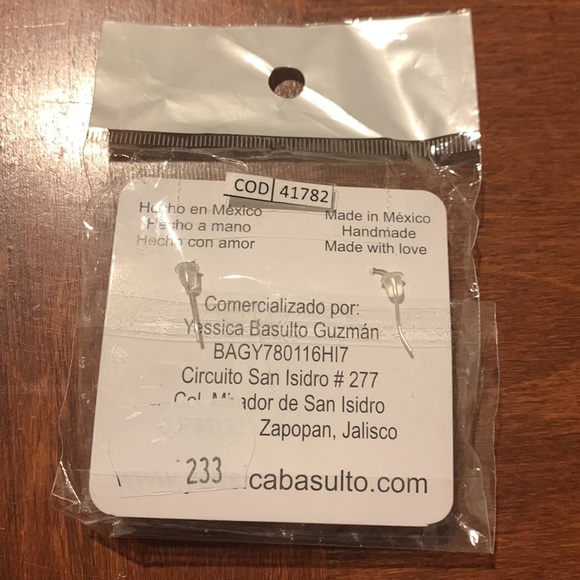 COD 41782
Hecho en México
Hecho a mano
Hecho con amor
Made in México
Handmade
Made with love
Comercializado por:
Yessica Basulto Guzmán
BAGY780116HI7
Circuito San Isidro # 277
Col. Mirador de San Isidro
Zapopan, Jalisco
233
cabasulto.com